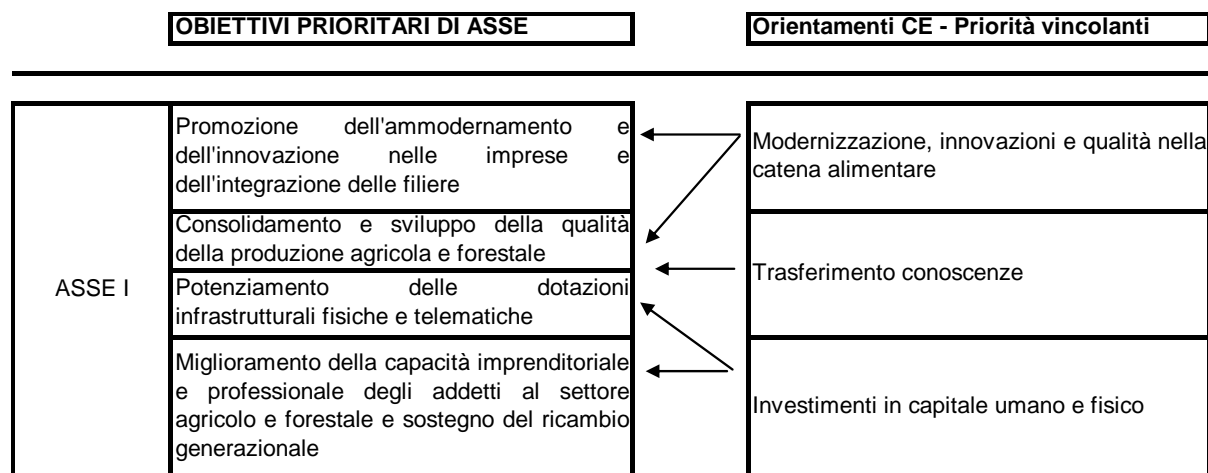 OBIETTIVI PRIORITARI DI ASSE
Orientamenti CE - Priorità vincolanti
ASSE I
Promozione dell'ammodernamento e
dell'innovazione nelle imprese e
dell'integrazione delle filiere
Modernizzazione, innovazioni e qualità nella
catena alimentare
Consolidamento e sviluppo della qualità
della produzione agricola e forestale
Trasferimento conoscenze
Potenziamento delle dotazioni
infrastrutturali fisiche e telematiche
Miglioramento della capacità imprenditoriale
e professionale degli addetti al settore
agricolo e forestale e sostegno del ricambio
generazionale
Investimenti in capitale umano e fisico